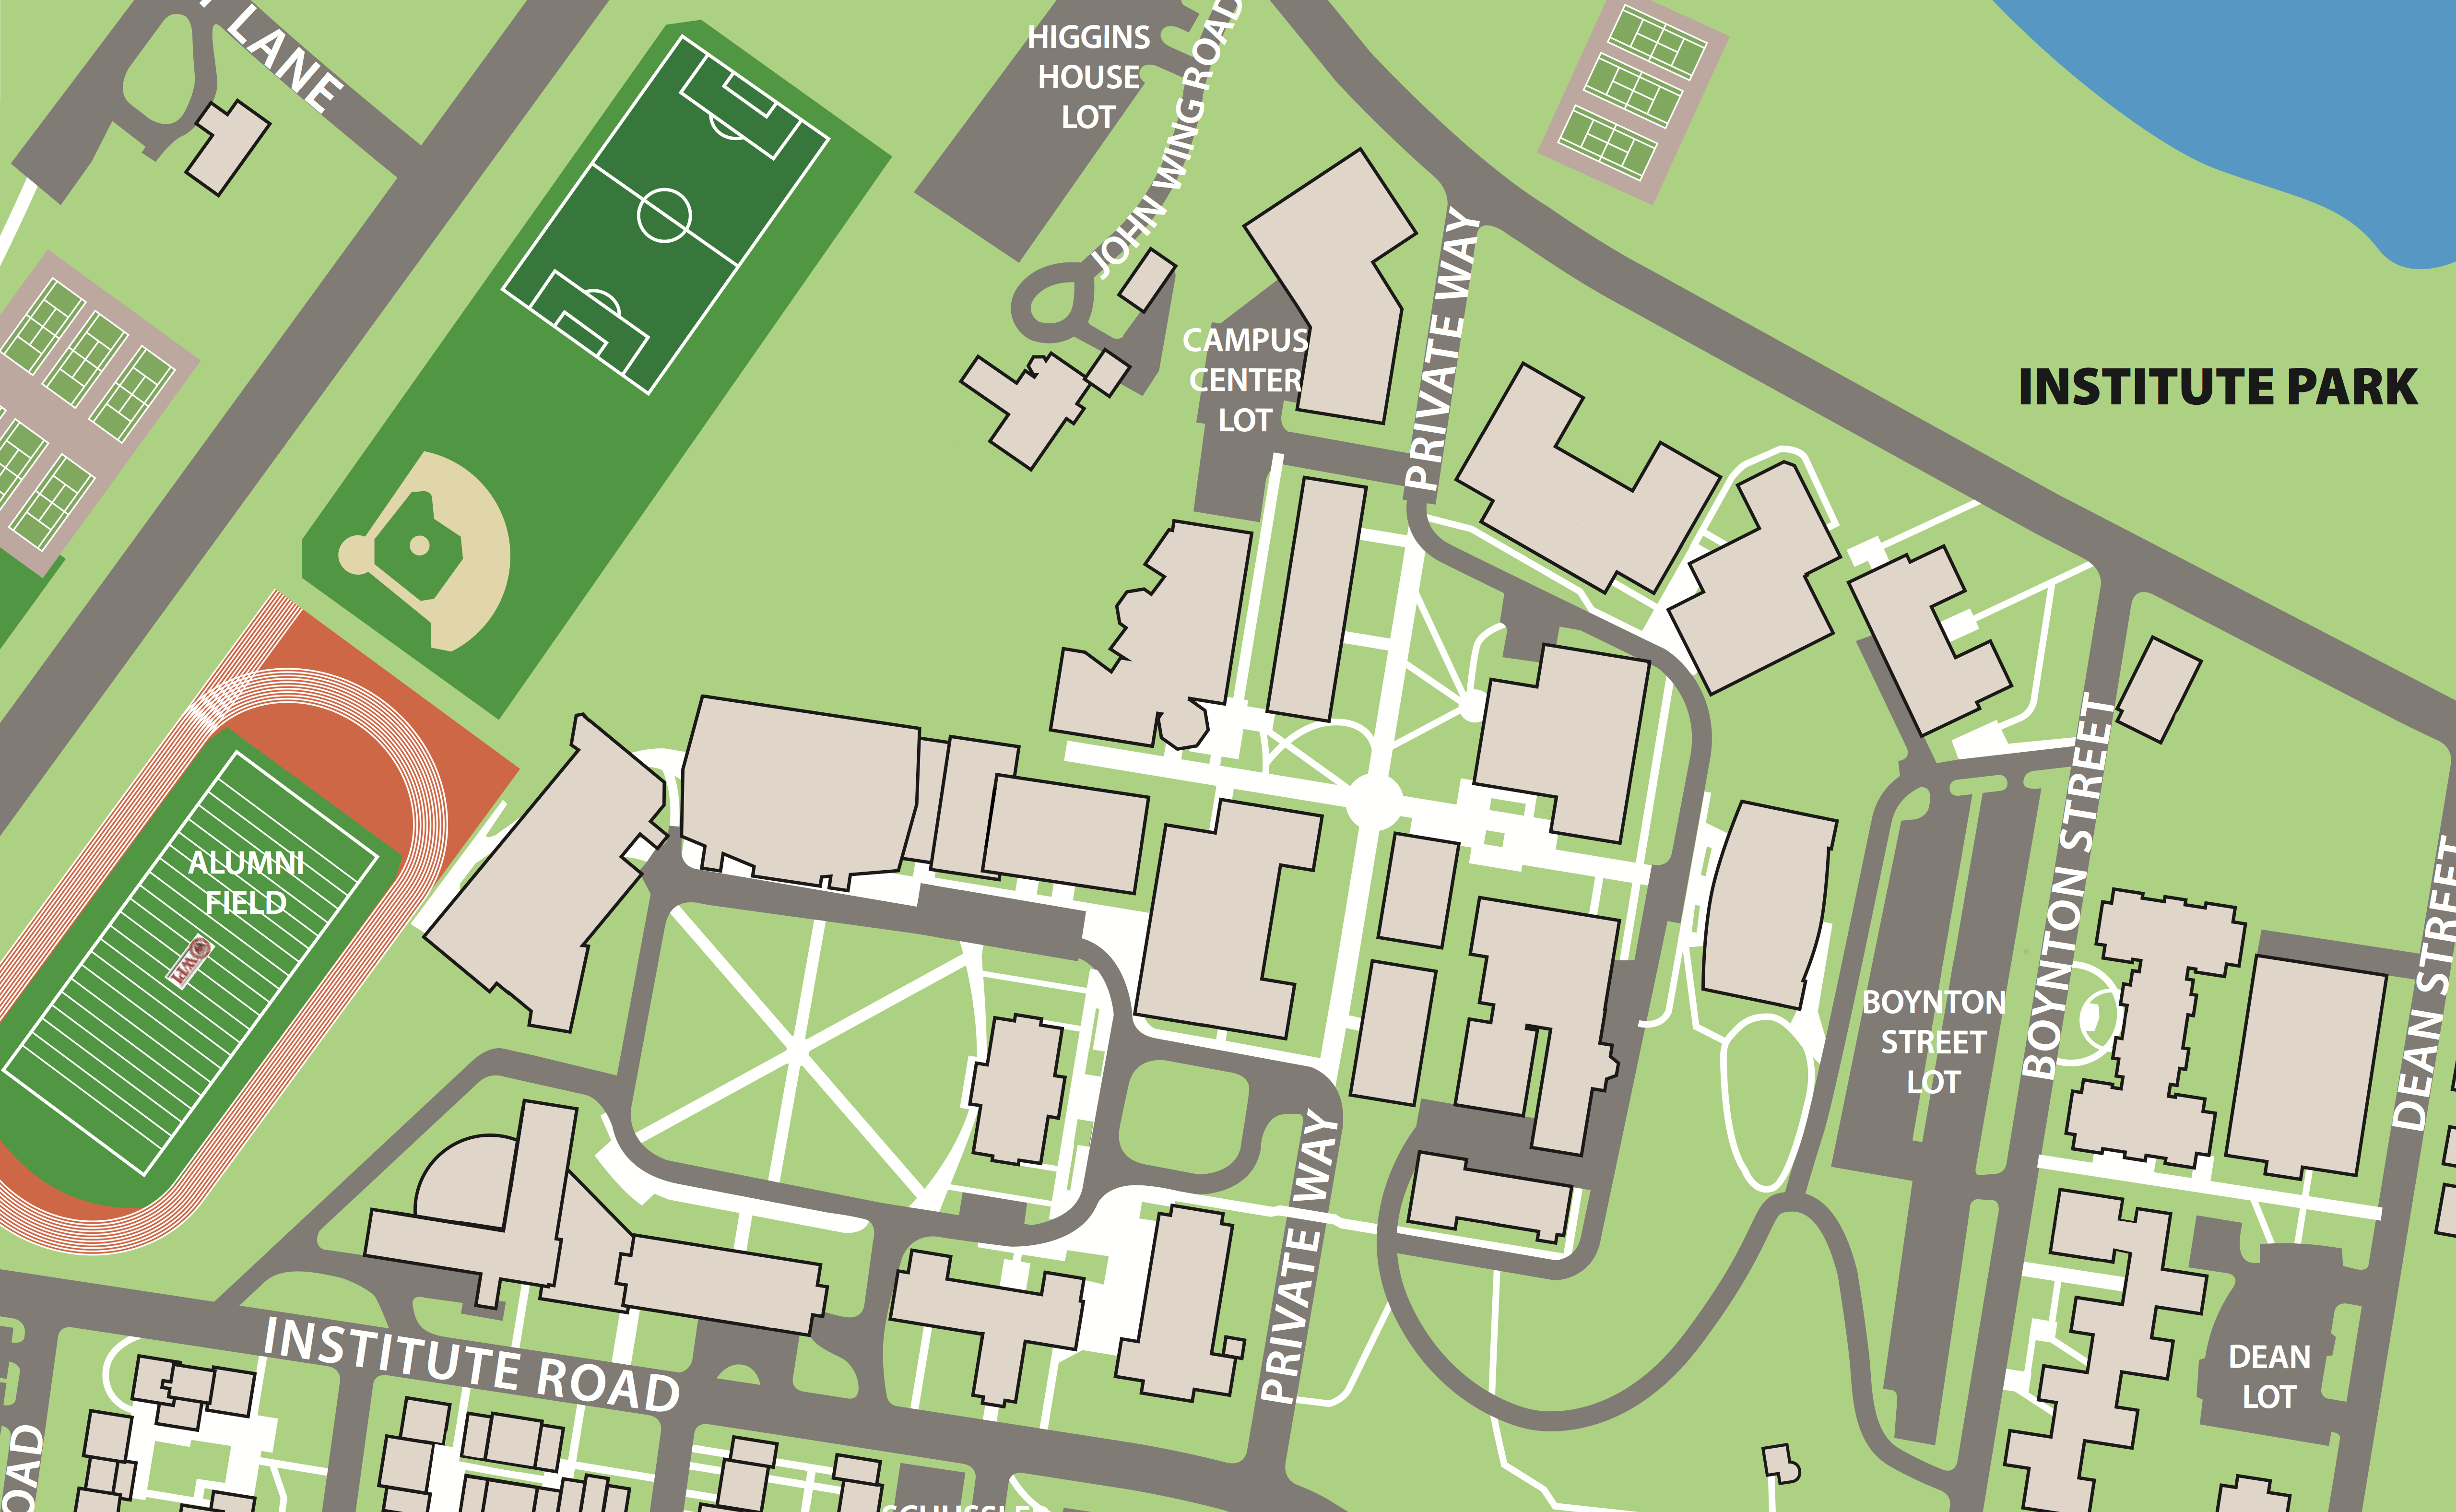 LANE
HIGGINS
HOUSE
LOT
JOHN WING ROAD
PRIVATE WAY
CAMPUS
CENTER
LOT
INSTITUTE PARK
ALUMNI
FIELD
WPI
BOYNTON
STREET
LOT
BOYNTON STREET
DEAN STREET
PRIVATE WAY
INSTITUTE ROAD
DEAN
LOT